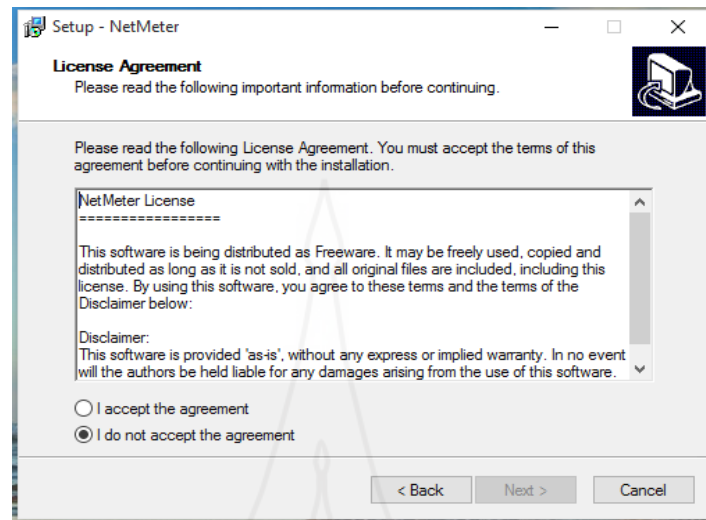 Setup - NetMeter
License Agreement
Please read the following important information before continuing.
Please read the following License Agreement. You must accept the terms of this
agreement before continuing with the installation.
NetMeter License
=================
This software is being distributed as Freeware. It may be freely used, copied and
distributed as long as it is not sold, and all original files are included, including this
license. By using this software, you agree to these terms and the terms of the
Disclaimer below:
Disclaimer:
This software is provided 'as-is', without any express or implied warranty. In no event
will the authors be held liable for any damages arising from the use of this software.
I accept the agreement
I do not accept the agreement
< Back
Next >
Cancel